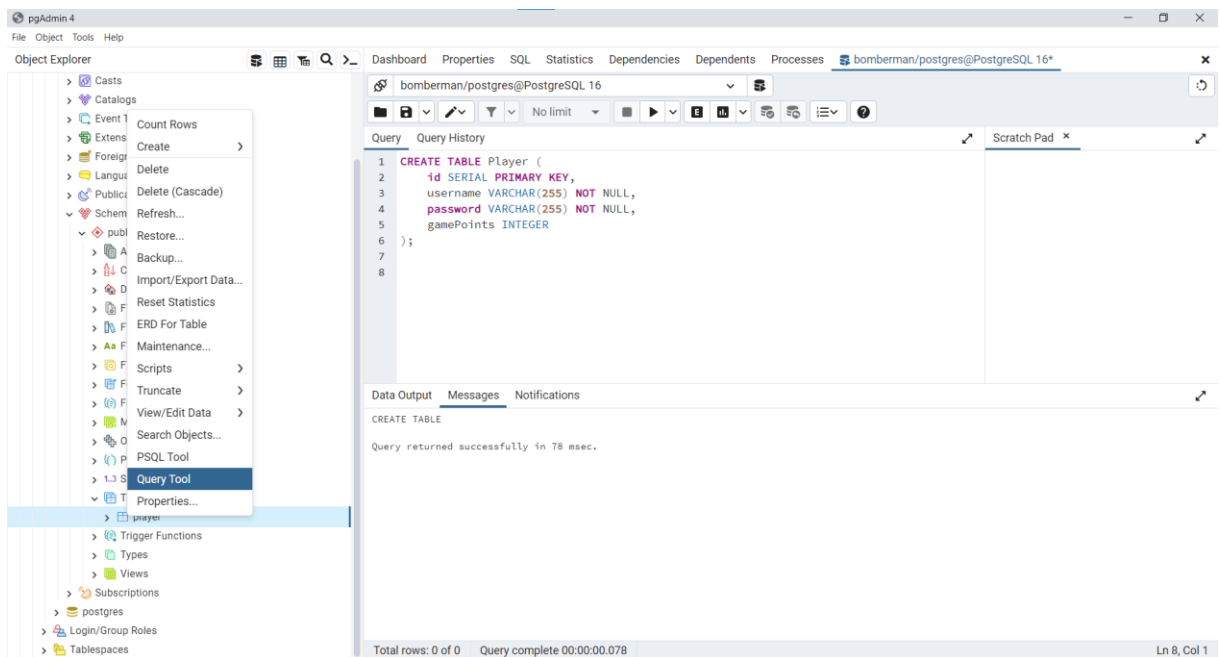 pgAdmin 4
File Object Tools Help
Object Explorer
Casts
Catalogs
Event T
Extens
Foreig
Langua
Publica
Schem
publ
A
C
D
F
F
Aa F
F
F
F
M
O
P
1..3 S
T
player
Trigger Functions
Types
Views
Subscriptions
postgres
Login/Group Roles
Tablespaces
Count Rows
Create
Delete
Delete (Cascade)
Refresh...
Restore...
Backup...
Import/Export Data...
Reset Statistics
ERD For Table
Maintenance...
Scripts
Truncate
View/Edit Data
Search Objects...
PSQL Tool
Query Tool
Properties...
Dashboard Properties SQL Statistics Dependencies Dependents Processes bomberman/postgres@PostgreSQL 16*
bomberman/postgres@PostgreSQL 16
No limit
Query Query History
Scratch Pad
1 CREATE TABLE Player (
2 id SERIAL PRIMARY KEY,
3 username VARCHAR(255) NOT NULL,
4 password VARCHAR(255) NOT NULL,
5 gamePoints INTEGER
6 );
7
8
Data Output Messages Notifications
CREATE TABLE
Query returned successfully in 78 msec.
Total rows: 0 of 0 Query complete 00:00:00.078
Ln 8, Col 1